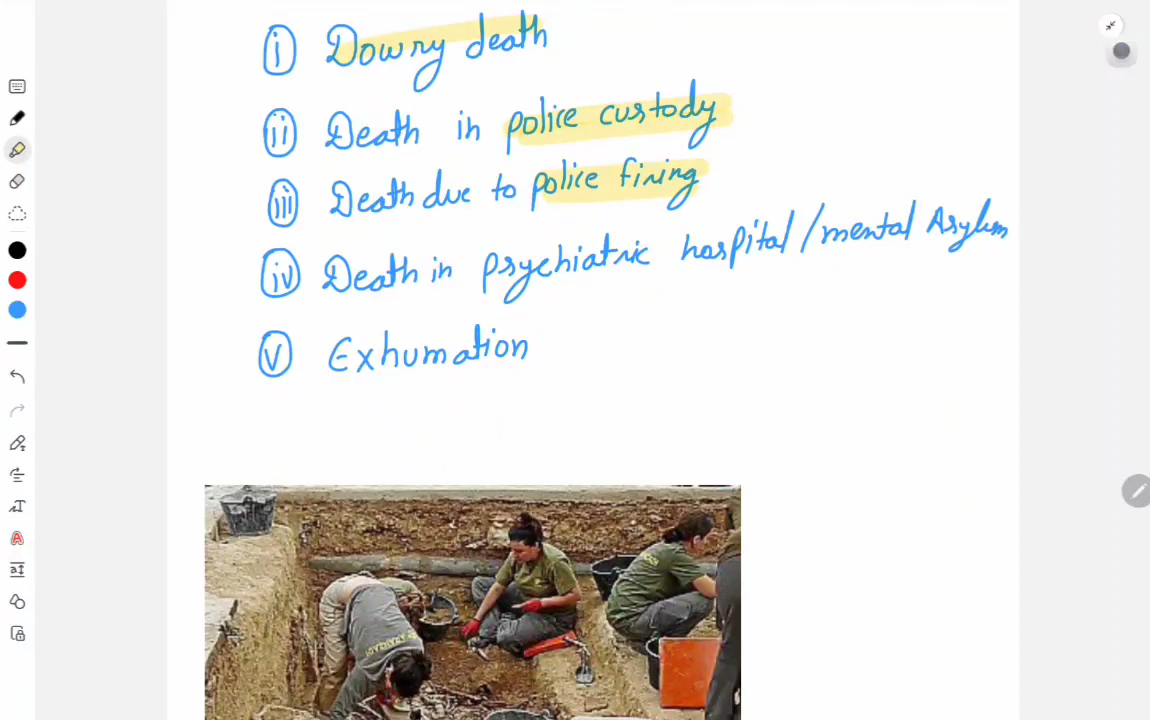 i Dowry death
ii Death in police custody
iii Death due to police firing
iv Death in psychiatric hospital/mental Asylum
v Exhumation